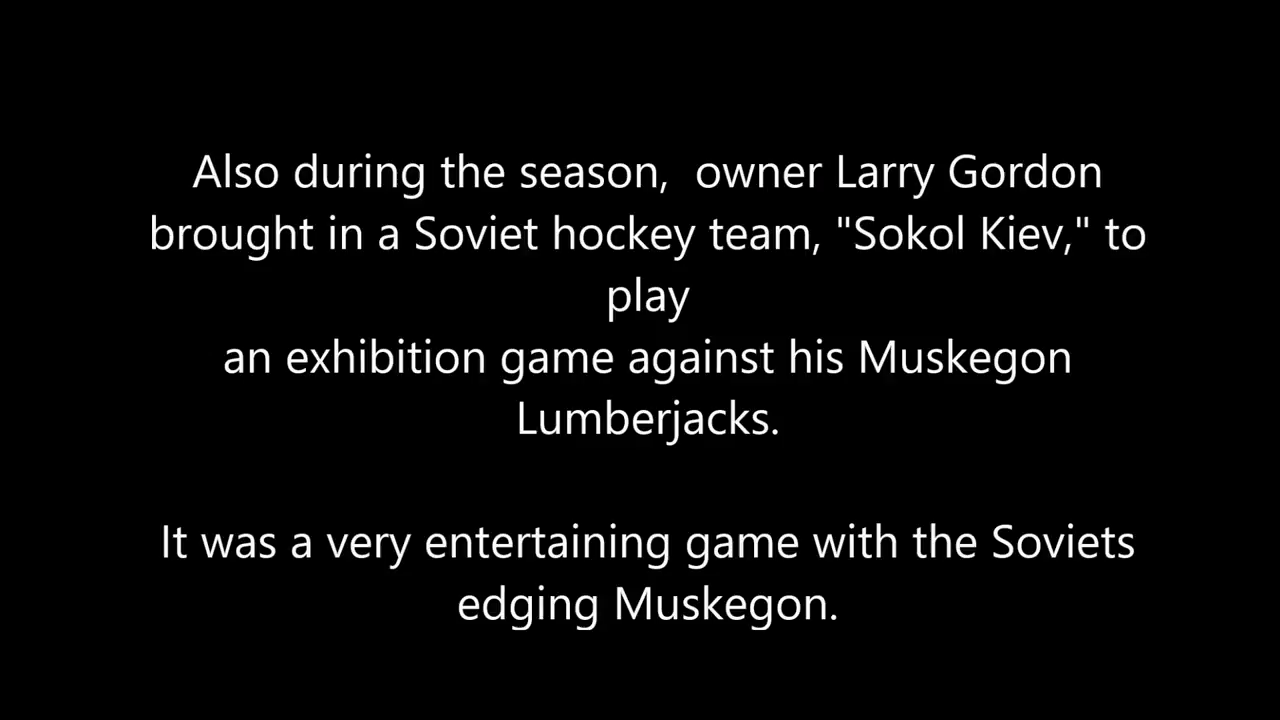 Also during the season,  owner Larry Gordon
brought in a Soviet hockey team, "Sokol Kiev," to
play
an exhibition game against his Muskegon
Lumberjacks.
It was a very entertaining game with the Soviets
edging Muskegon.